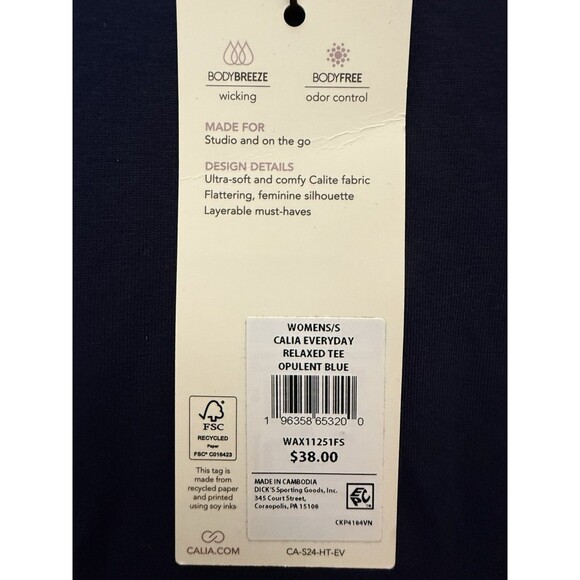 BODYBREEZE BODYFREE
wicking odor control
MADE FOR
Studio and on the go
DESIGN DETAILS
Ultra-soft and comfy Calite fabric
Flattering, feminine silhouette
Layerable must-haves
WOMENS/S
CALIA EVERYDAY
RELAXED TEE
OPULENT BLUE
1 96358 65320 0
WAX11251FS
$38.00
MADE IN CAMBODIA
DICK'S Sporting Goods, Inc.
345 Court Street,
Coraopolis, PA 15108
EPC
CKP4104VN
FSC
RECYCLED
Paper
FSC® C016423
This tag is
made from
recycled paper
and printed
using soy inks
CALIA.COM CA-S24-HT-EV